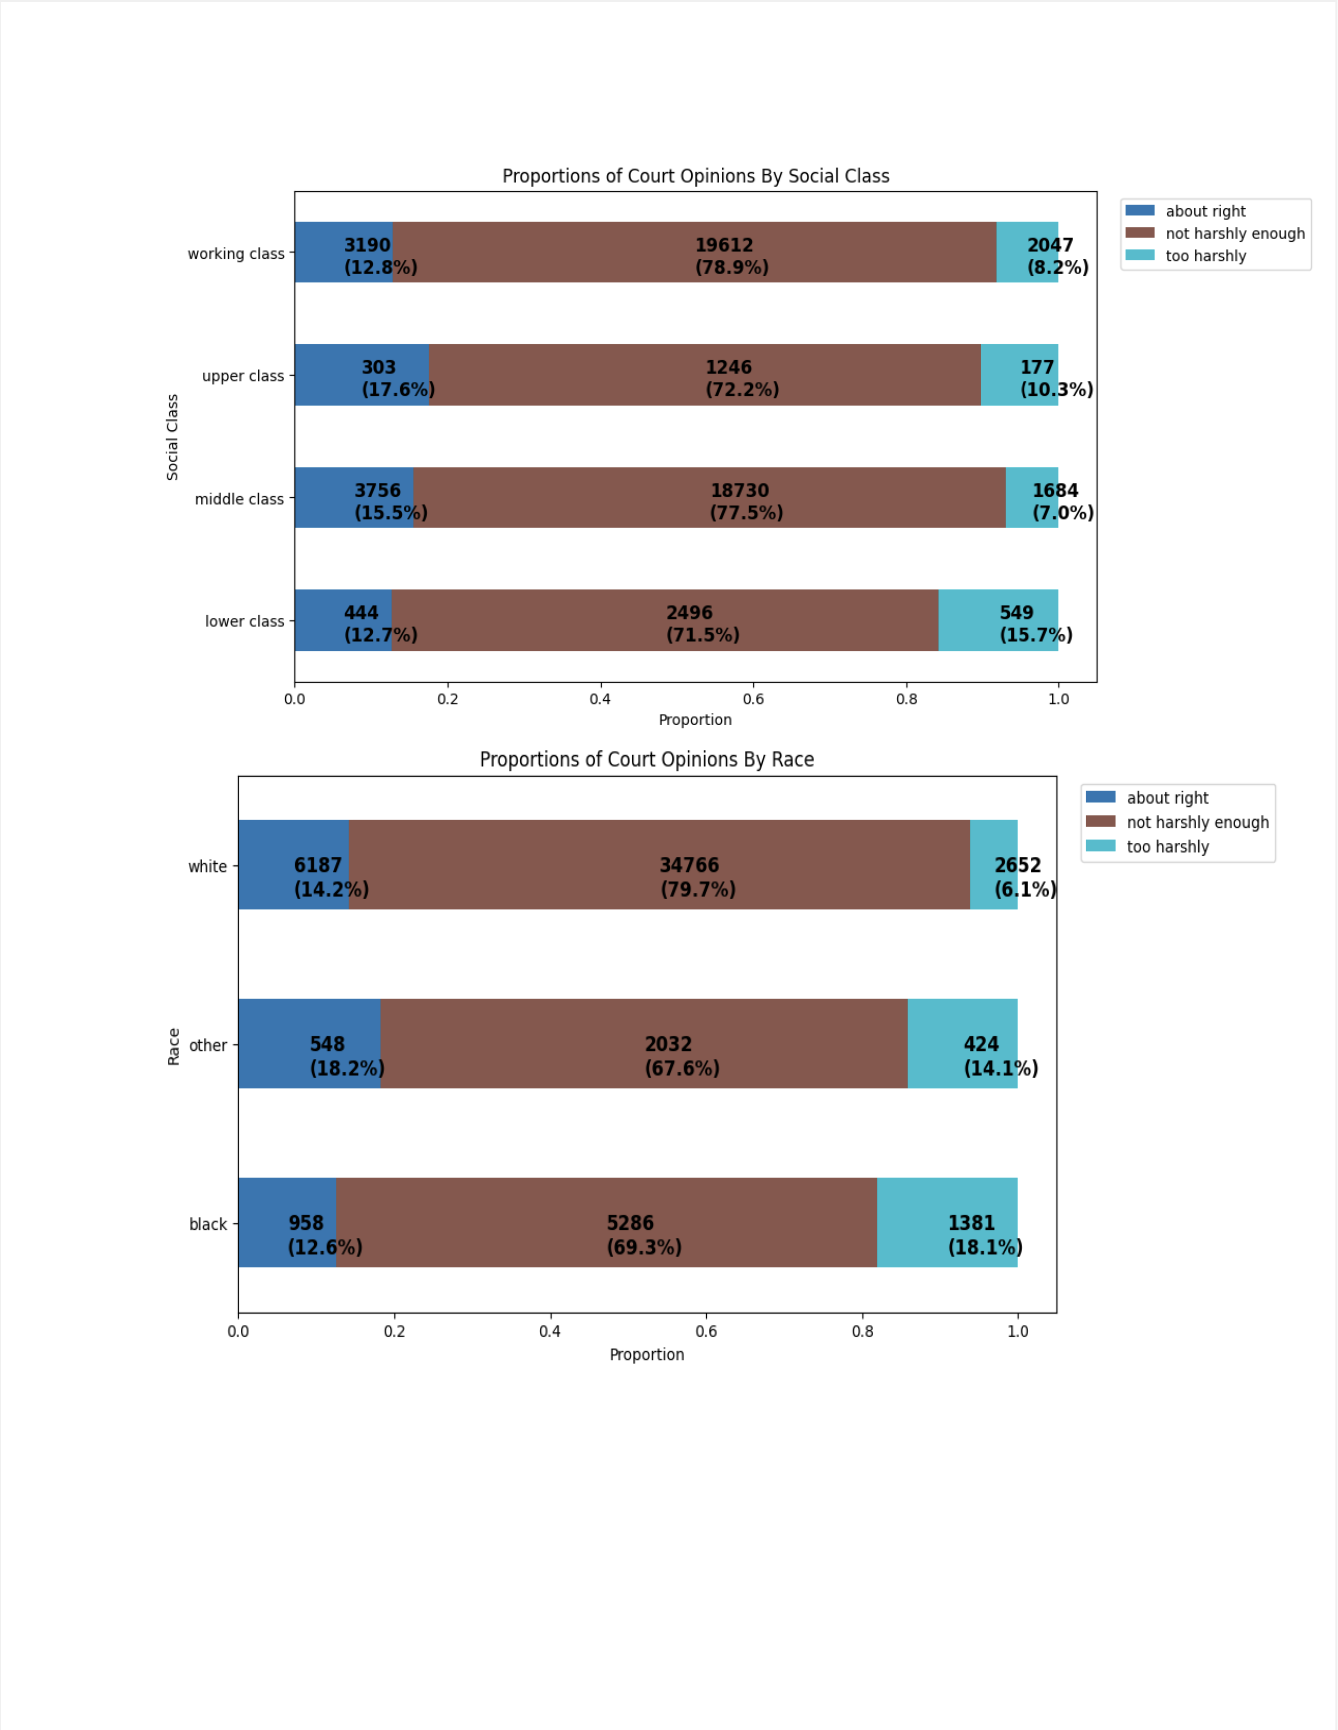 Proportions of Court Opinions By Social Class
about right
not harshly enough
too harshly
Social Class
working class
3190
(12.8%)
19612
(78.9%)
2047
(8.2%)
upper class
303
(17.6%)
1246
(72.2%)
177
(10.3%)
middle class
3756
(15.5%)
18730
(77.5%)
1684
(7.0%)
lower class
444
(12.7%)
2496
(71.5%)
549
(15.7%)
0.0 0.2 0.4 0.6 0.8 1.0
Proportion
Proportions of Court Opinions By Race
about right
not harshly enough
too harshly
Race
white
6187
(14.2%)
34766
(79.7%)
2652
(6.1%)
other
548
(18.2%)
2032
(67.6%)
424
(14.1%)
black
958
(12.6%)
5286
(69.3%)
1381
(18.1%)
0.0 0.2 0.4 0.6 0.8 1.0
Proportion